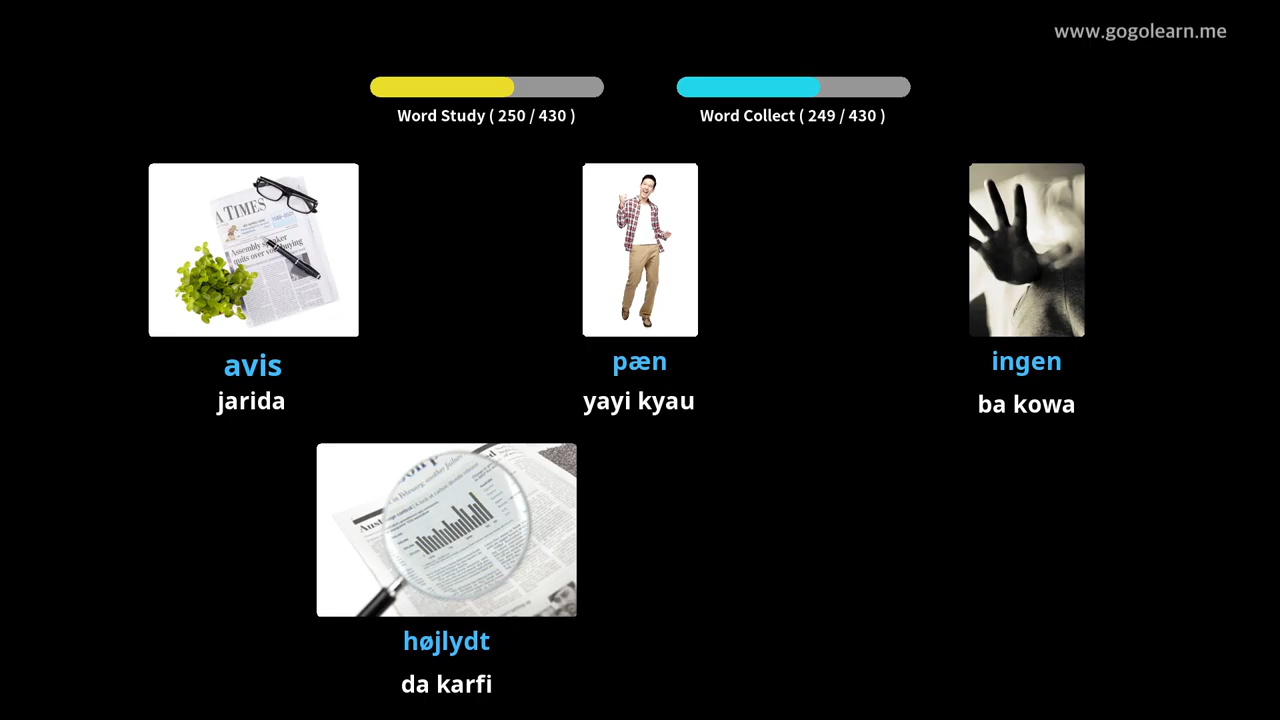 www.gogolearn.me
Word Study ( 250 / 430 )
Word Collect ( 249 / 430 )
A TIMES
avis
jarida
pæn
yayi kyau
ingen
ba kowa
højlydt
da karfi